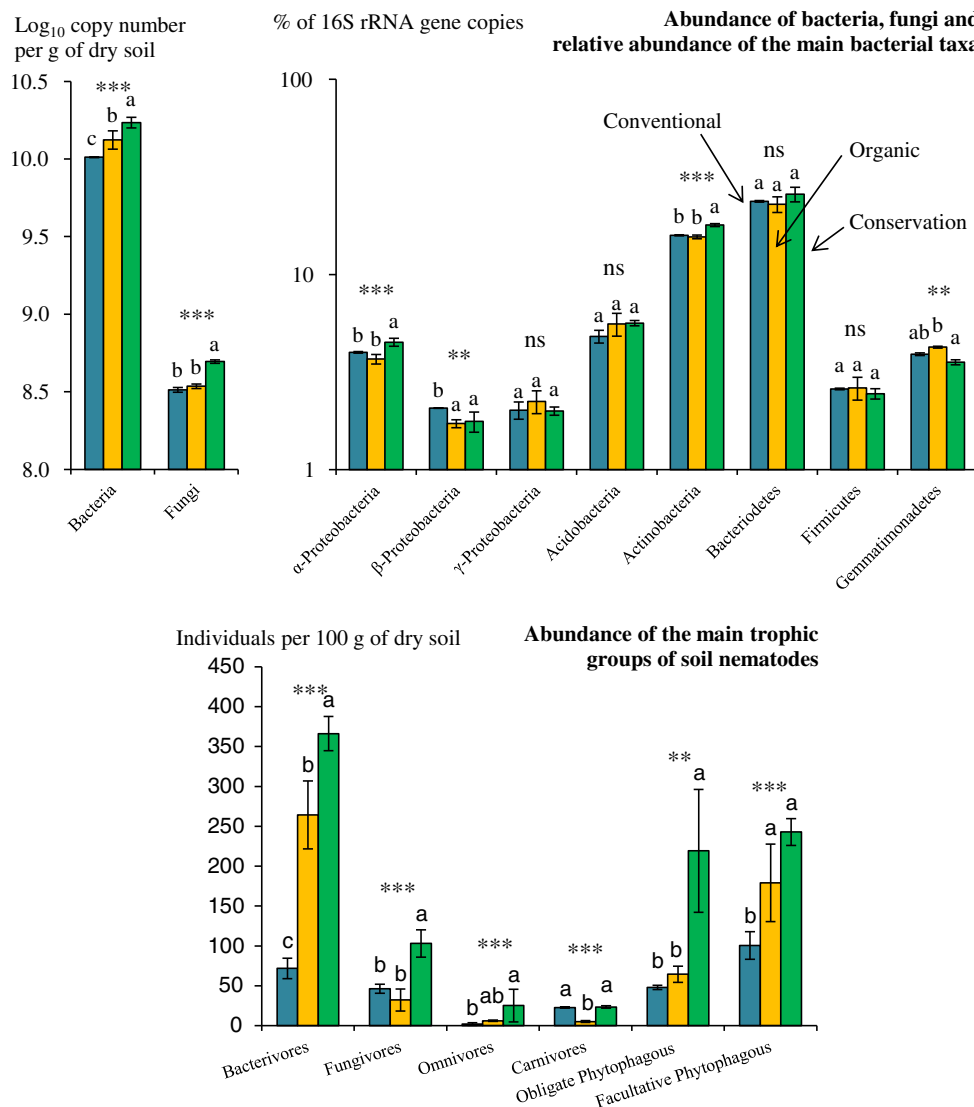 Log10 copy number
per g of dry soil
10.5
10.0
9.5
9.0
8.5
8.0
***
c b a
***
b b a
Bacteria
Fungi
% of 16S rRNA gene copies
Abundance of bacteria, fungi and
relative abundance of the main bacterial taxa
100
10
1
Conventional
Organic
Conservation
***
b b a
**
b a a
ns
a a a
ns
a a a
***
b b a
ns
a a a
ns
a a a
**
ab b a
α-Proteobacteria
β-Proteobacteria
γ-Proteobacteria
Acidobacteria
Actinobacteria
Bacteriodetes
Firmicutes
Gemmatimonadetes
Individuals per 100 g of dry soil
Abundance of the main trophic
groups of soil nematodes
450
400
350
300
250
200
150
100
50
0
***
c b a
***
b b a
***
b ab a
***
a b a
**
b b a
***
b a a
Bacterivores
Fungivores
Omnivores
Carnivores
Obligate Phytophagous
Facultative Phytophagous